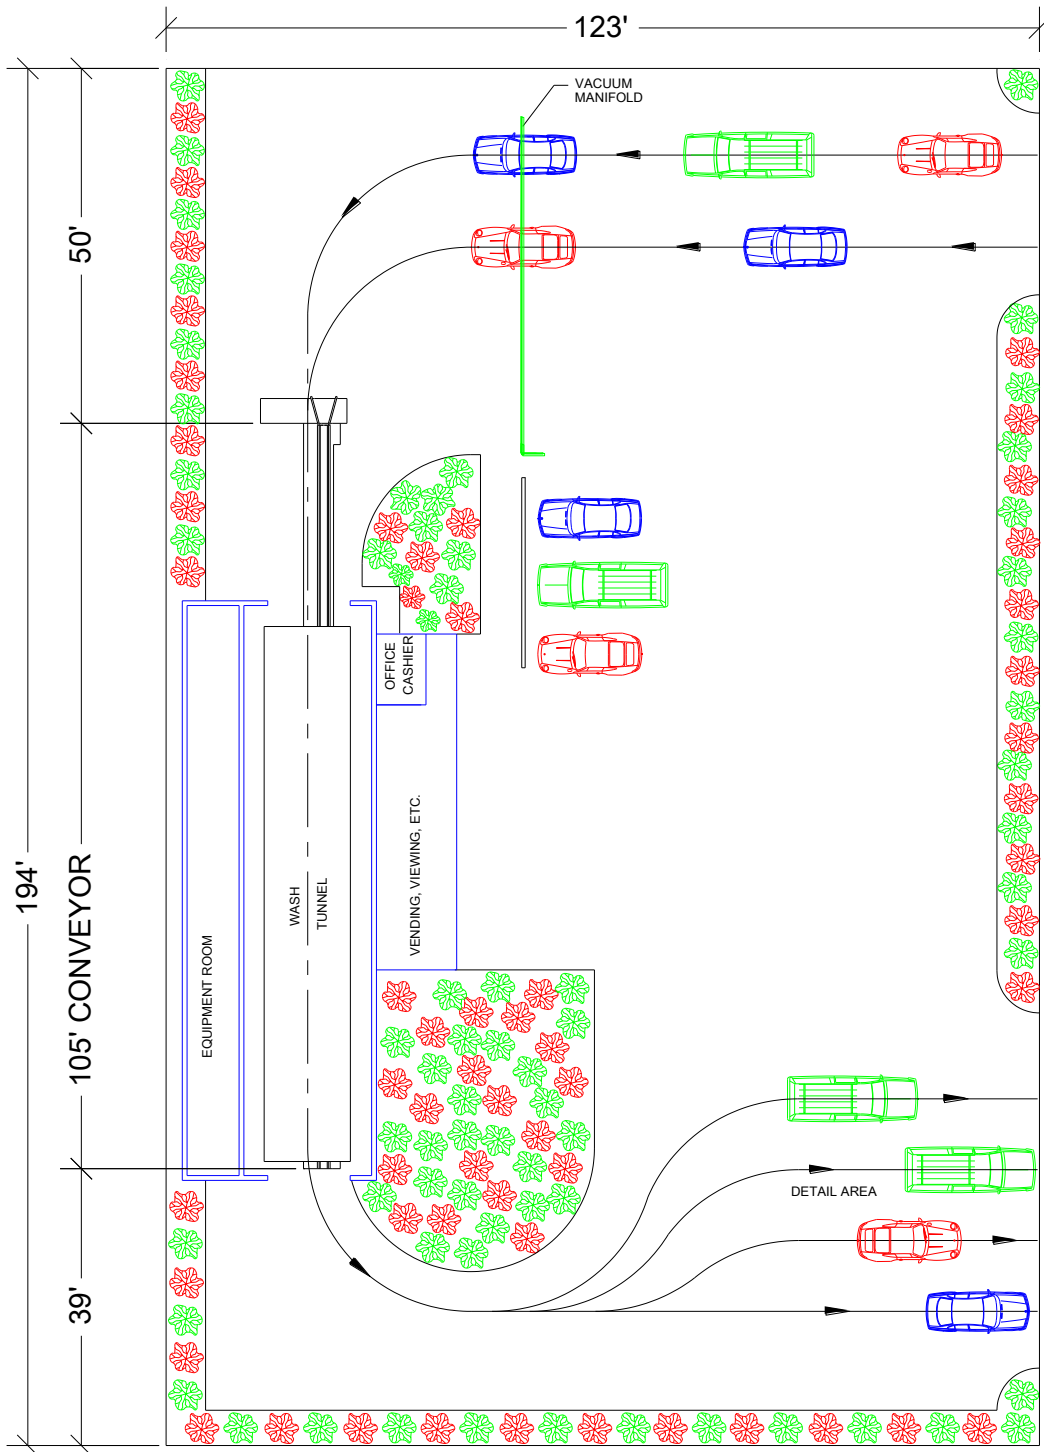 123'
VACUUM
MANIFOLD
50'
194'
105' CONVEYOR
OFFICE
CASHIER
VENDING, VIEWING, ETC.
WASH
TUNNEL
EQUIPMENT ROOM
DETAIL AREA
39'